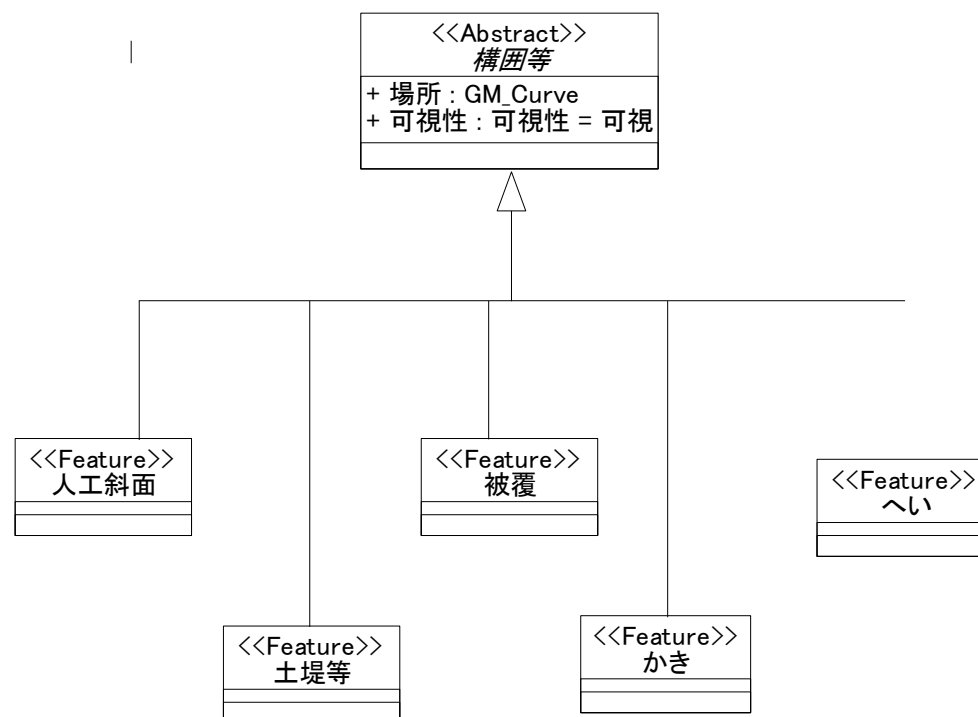 <<Abstract>>
構囲等
+ 場所 : GM_Curve
+ 可視性 : 可視性 = 可視
<<Feature>>
人工斜面
<<Feature>>
被覆
<<Feature>>
へい
<<Feature>>
土堤等
<<Feature>>
かき